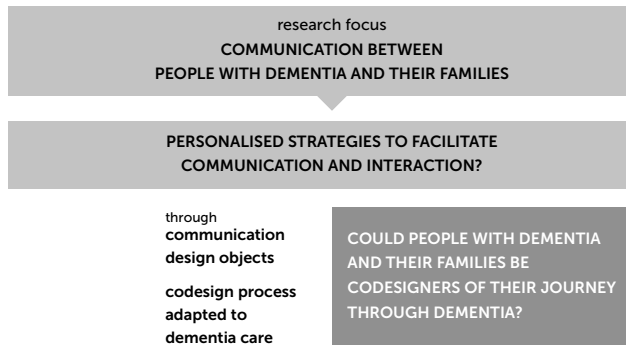 research focus
COMMUNICATION BETWEEN
PEOPLE WITH DEMENTIA AND THEIR FAMILIES
PERSONALISED STRATEGIES TO FACILITATE
COMMUNICATION AND INTERACTION?
through
communication
design objects
codesign process
adapted to
dementia care
COULD PEOPLE WITH DEMENTIA
AND THEIR FAMILIES BE
CODESIGNERS OF THEIR JOURNEY
THROUGH DEMENTIA?